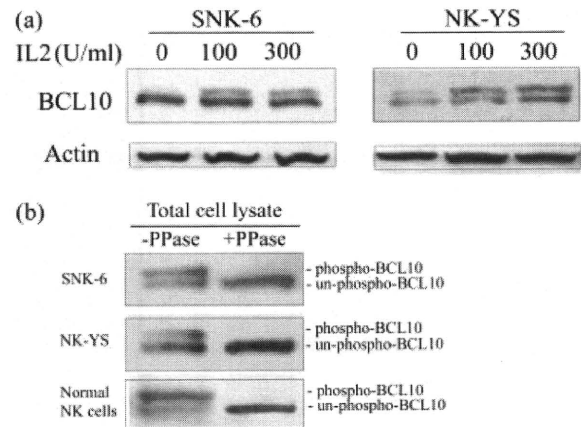 (a) SNK-6 NK-YS
IL2 (U/ml) 0 100 300 0 100 300
BCL10
Actin
(b) Total cell lysate
-PPase +PPase
SNK-6 - phospho-BCL10
- un-phospho-BCL10
NK-YS - phospho-BCL10
- un-phospho-BCL10
Normal NK cells - phospho-BCL10
- un-phospho-BCL10